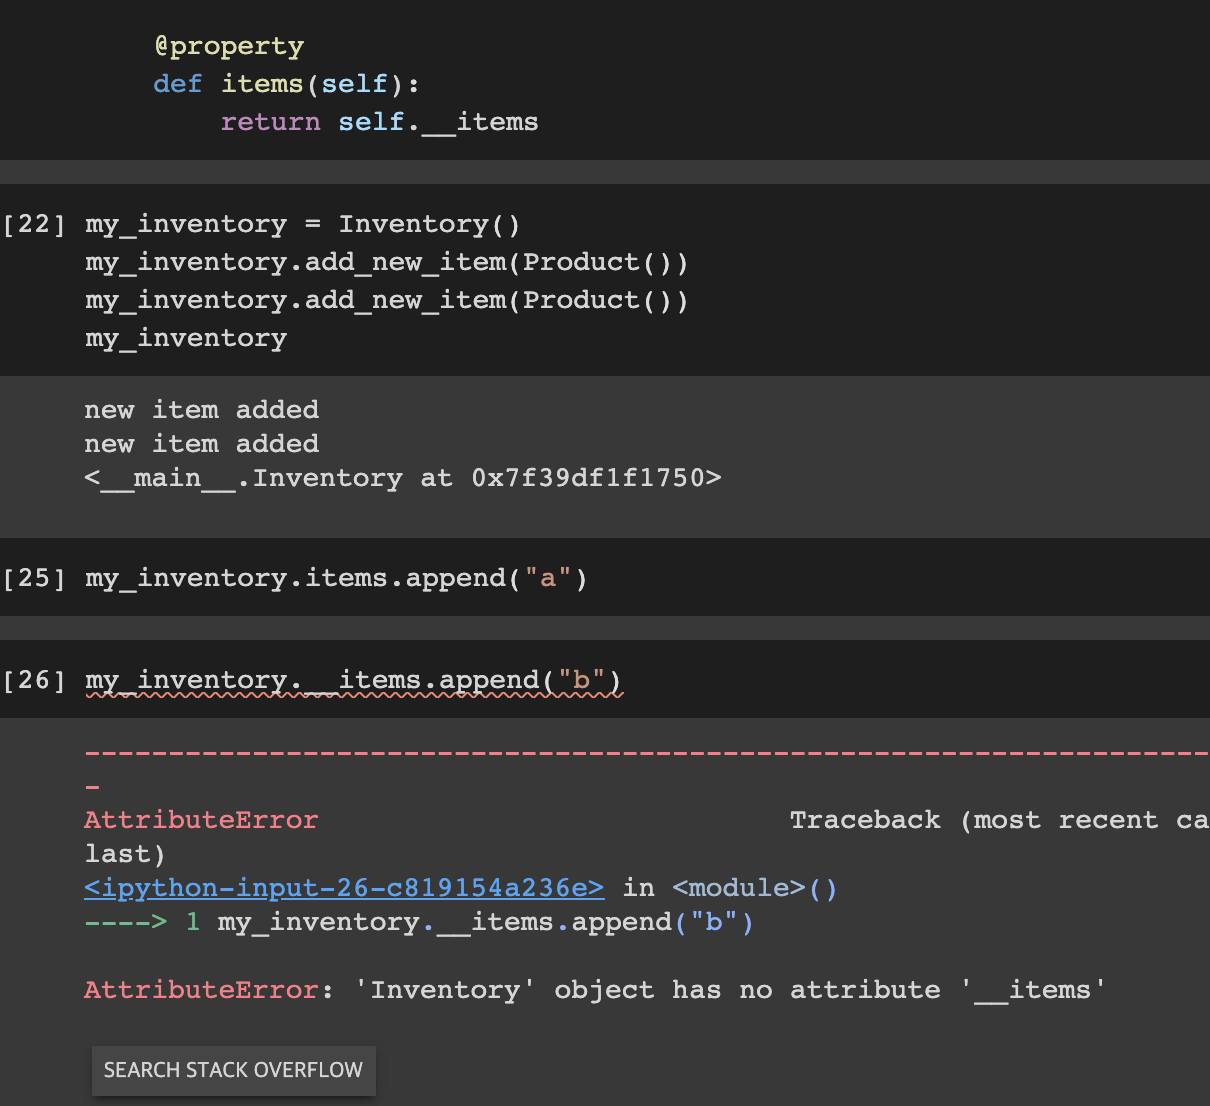 @property
def items(self):
return self.__items
[22] my_inventory = Inventory()
my_inventory.add_new_item(Product())
my_inventory.add_new_item(Product())
my_inventory
new item added
new item added
<__main__.Inventory at 0x7f39df1f1750>
[25] my_inventory.items.append("a")
[26] my_inventory.__items.append("b")
---------------------------------------------------------------------------
AttributeError Traceback (most recent ca
last)
<ipython-input-26-c819154a236e> in <module>()
----> 1 my_inventory.__items.append("b")
AttributeError: 'Inventory' object has no attribute '__items'
SEARCH STACK OVERFLOW